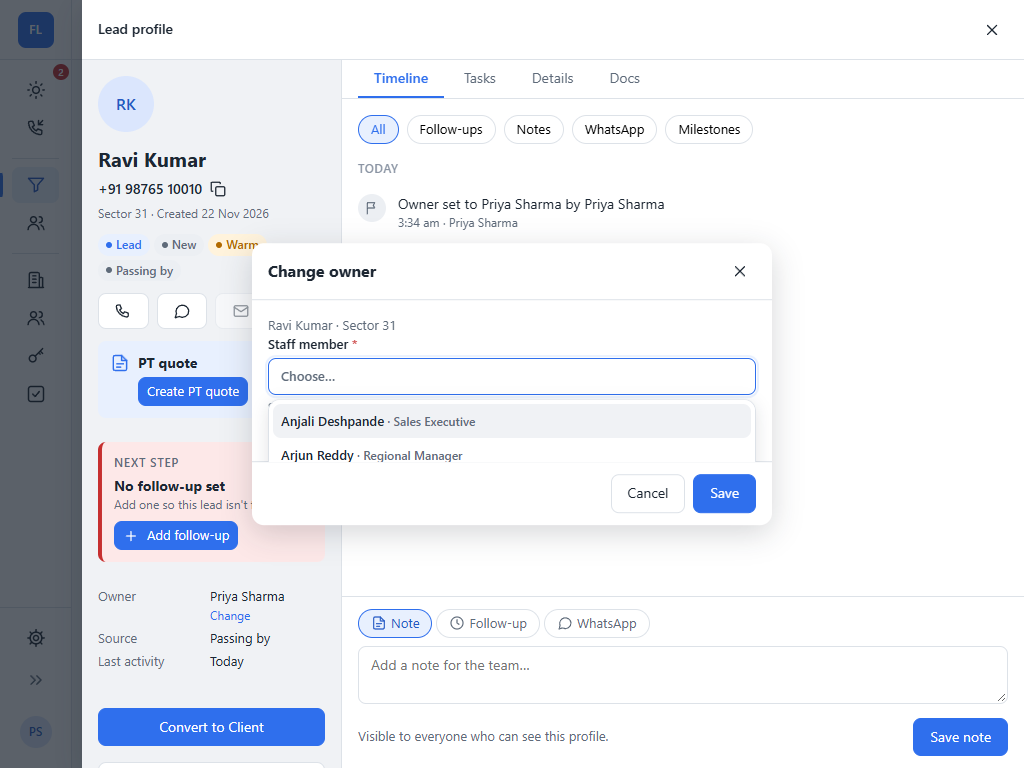 FL
Lead profile
2
RK
Ravi Kumar
+91 98765 10010
Sector 31 · Created 22 Nov 2026
Lead
New
Warm
Passing by
PT quote
Create PT quote
NEXT STEP
No follow-up set
Add one so this lead isn't
Add follow-up
Owner
Priya Sharma
Change
Source
Passing by
Last activity
Today
Convert to Client
PS
Timeline
Tasks
Details
Docs
All
Follow-ups
Notes
WhatsApp
Milestones
TODAY
Owner set to Priya Sharma by Priya Sharma
3:34 am · Priya Sharma
Change owner
Ravi Kumar · Sector 31
Staff member *
Choose...
Anjali Deshpande · Sales Executive
Arjun Reddy · Regional Manager
Cancel
Save
Note
Follow-up
WhatsApp
Add a note for the team...
Visible to everyone who can see this profile.
Save note